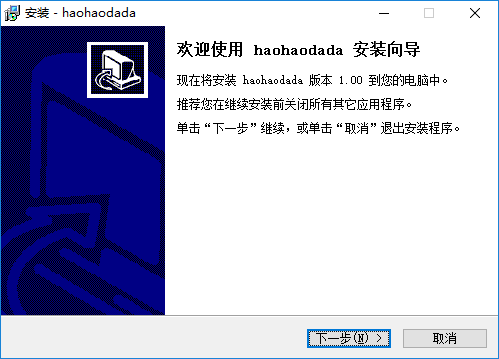 安装 - haohaodada
欢迎使用 haohaodada 安装向导
现在将安装 haohaodada 版本 1.00 到您的电脑中。
推荐您在继续安装前关闭所有其它应用程序。
单击“下一步”继续，或单击“取消”退出安装程序。
下一步(N) >
取消